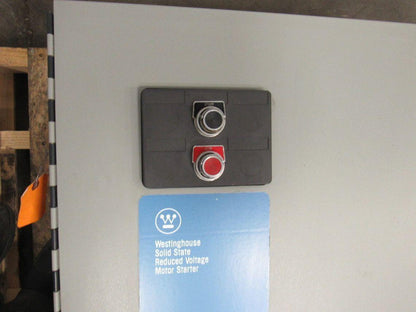 Westinghouse
Solid State
Reduced Voltage
Motor Starter